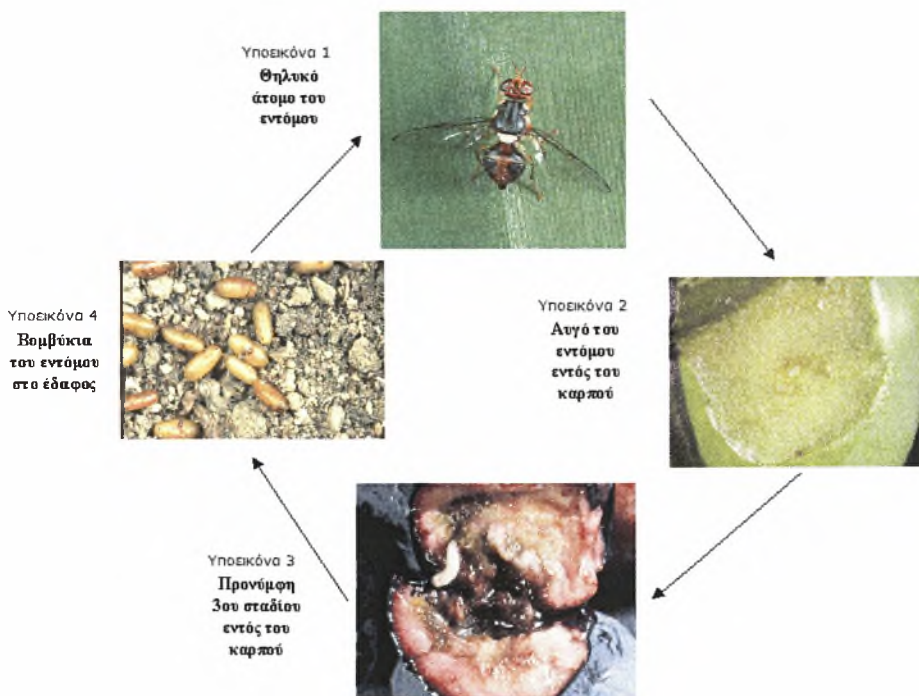 Υποεικόνα 1
Θηλυκό
άτομο του
εντόμου
Υποεικόνα 2
Αυγό του
εντόμου
εντός του
καρπού
Υποεικόνα 3
Προνύμφη
3ου σταδίου
εντός του
καρπού
Υποεικόνα 4
Βομβύκια
του εντόμου
στο έδαφος